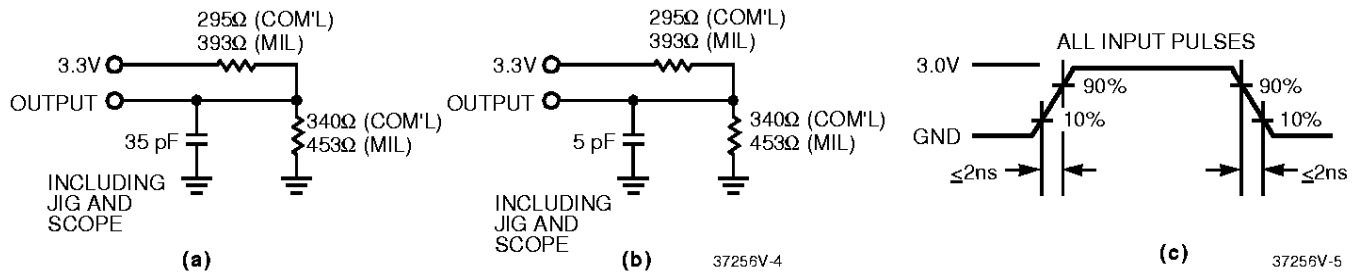 295Ω (COM'L)
393Ω (MIL)
3.3V
OUTPUT
35 pF
340Ω (COM'L)
453Ω (MIL)
INCLUDING
JIG AND
SCOPE
(a)
295Ω (COM'L)
393Ω (MIL)
3.3V
OUTPUT
5 pF
340Ω (COM'L)
453Ω (MIL)
INCLUDING
JIG AND
SCOPE
(b)
37256V-4
ALL INPUT PULSES
3.0V
90%
10%
90%
10%
GND
≤2ns
≤2ns
(c)
37256V-5